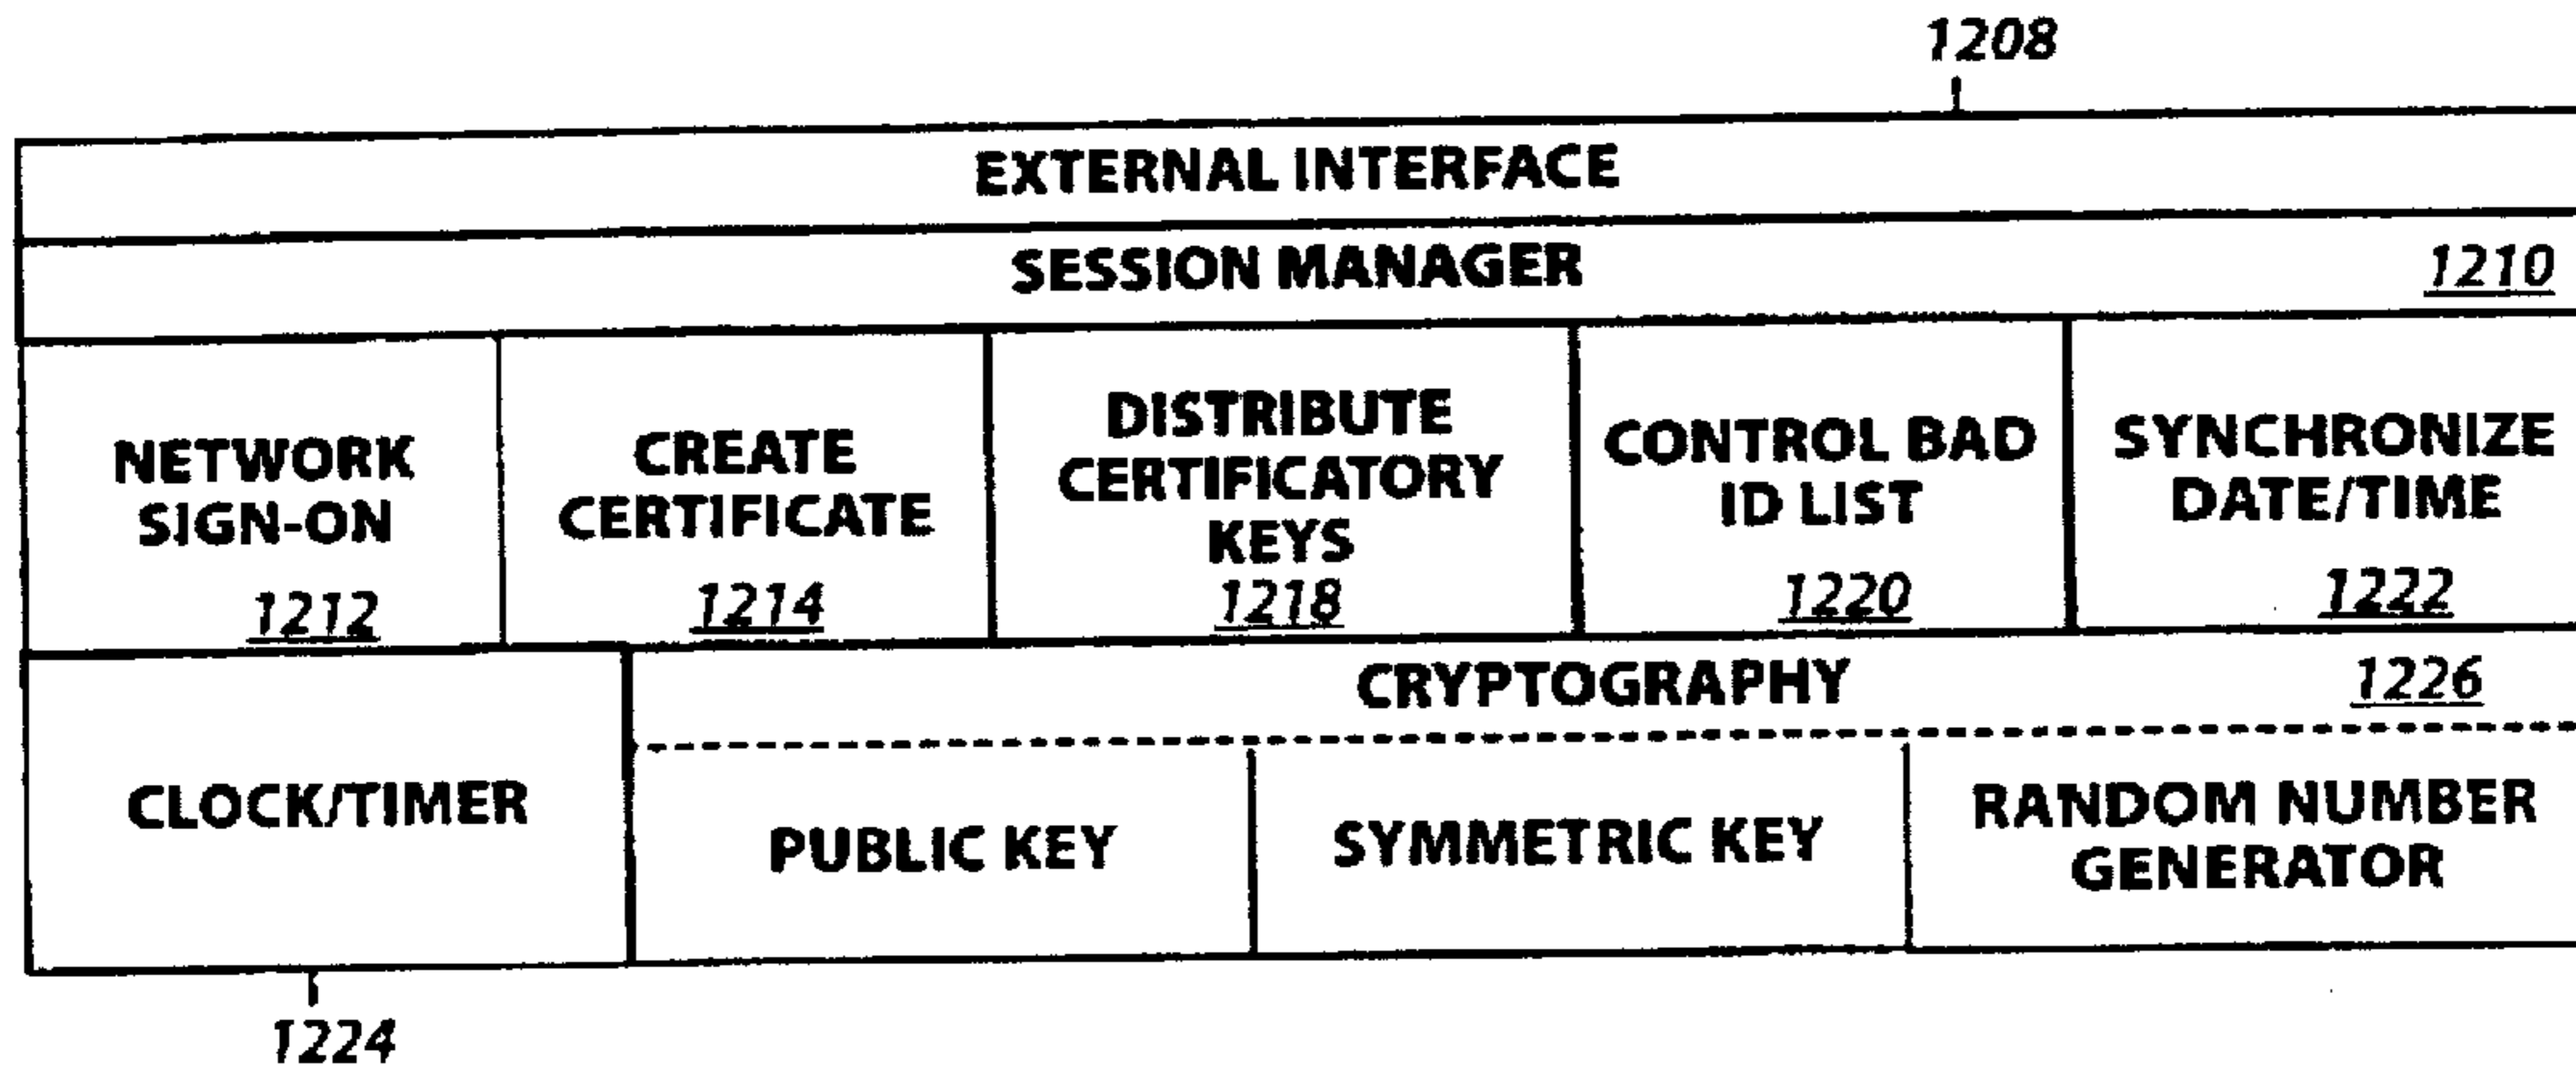 1208
EXTERNAL INTERFACE
SESSION MANAGER
1210
NETWORK
SIGN-ON
1212
CREATE
CERTIFICATE
1214
DISTRIBUTE
CERTIFICATORY
KEYS
1218
CONTROL BAD
ID LIST
1220
SYNCHRONIZE
DATE/TIME
1222
CLOCK/TIMER
1224
CRYPTOGRAPHY
1226
PUBLIC KEY
SYMMETRIC KEY
RANDOM NUMBER
GENERATOR